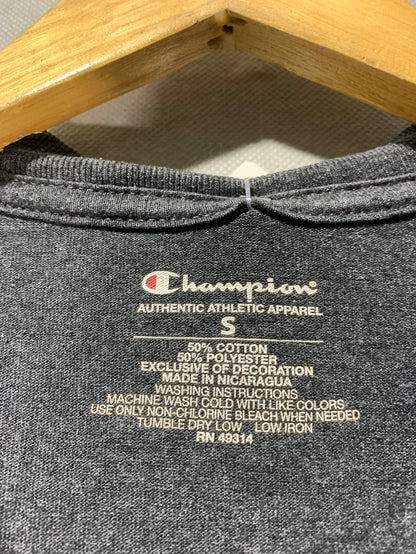 Champion
AUTHENTIC ATHLETIC APPAREL
S
50% COTTON
50% POLYESTER
EXCLUSIVE OF DECORATION
MADE IN NICARAGUA
WASHING INSTRUCTIONS
MACHINE WASH COLD WITH LIKE COLORS
USE ONLY NON-CHLORINE BLEACH WHEN NEEDED
TUMBLE DRY LOW LOW IRON
RN 49314